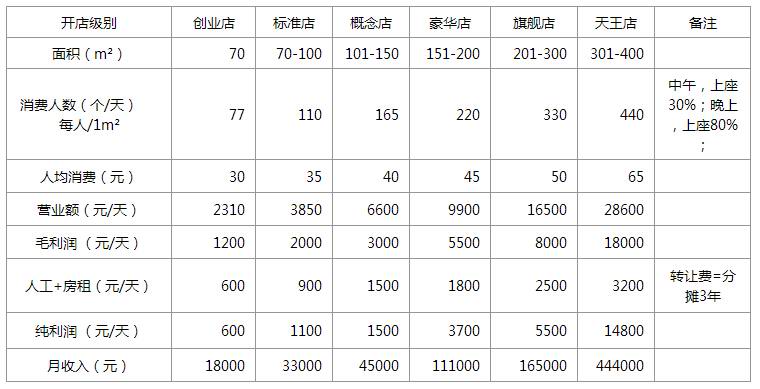 开店级别 创业店 标准店 概念店 豪华店 旗舰店 天王店 备注
面积（m²） 70 70-100 101-150 151-200 201-300 301-400
消费人数（个/天） 77 110 165 220 330 440 中午，上座
每人/1m² 30%；晚上
，上座80%
；
人均消费（元） 30 35 40 45 50 65
营业额（元/天） 2310 3850 6600 9900 16500 28600
毛利润 （元/天） 1200 2000 3000 5500 8000 18000
人工+房租（元/天） 600 900 1500 1800 2500 3200 转让费=分
摊3年
纯利润 （元/天） 600 1100 1500 3700 5500 14800
月收入（元） 18000 33000 45000 111000 165000 444000